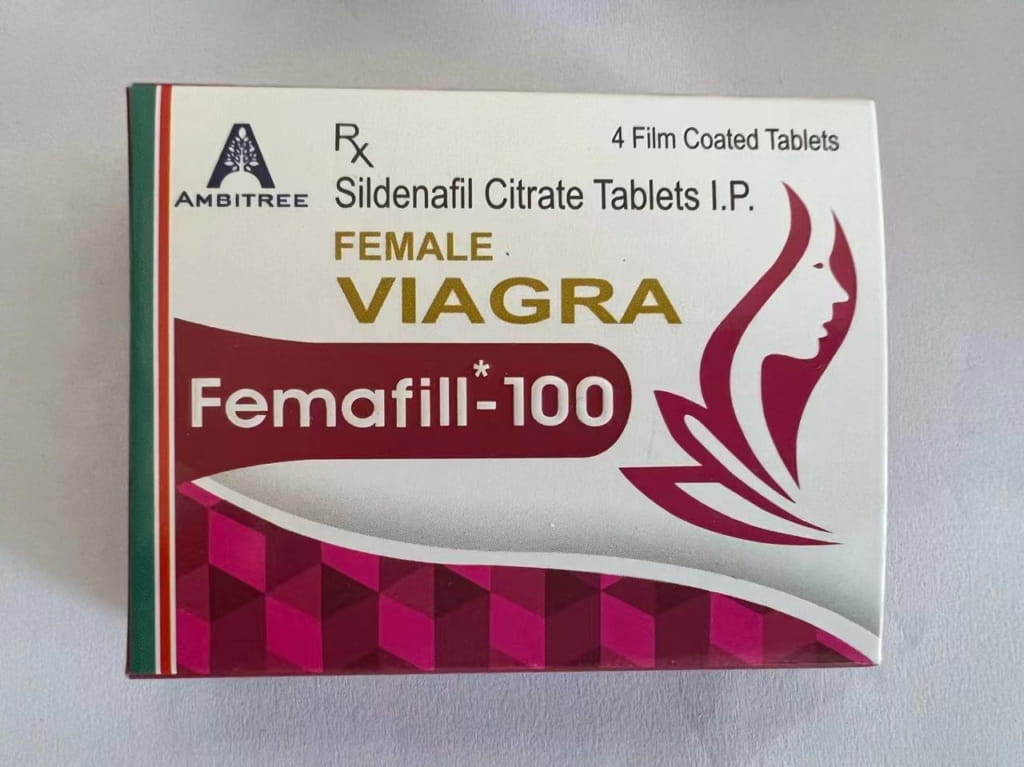 AMBITREE
Rx
4 Film Coated Tablets
Sildenafil Citrate Tablets I.P.
FEMALE
VIAGRA
Femafill*-100